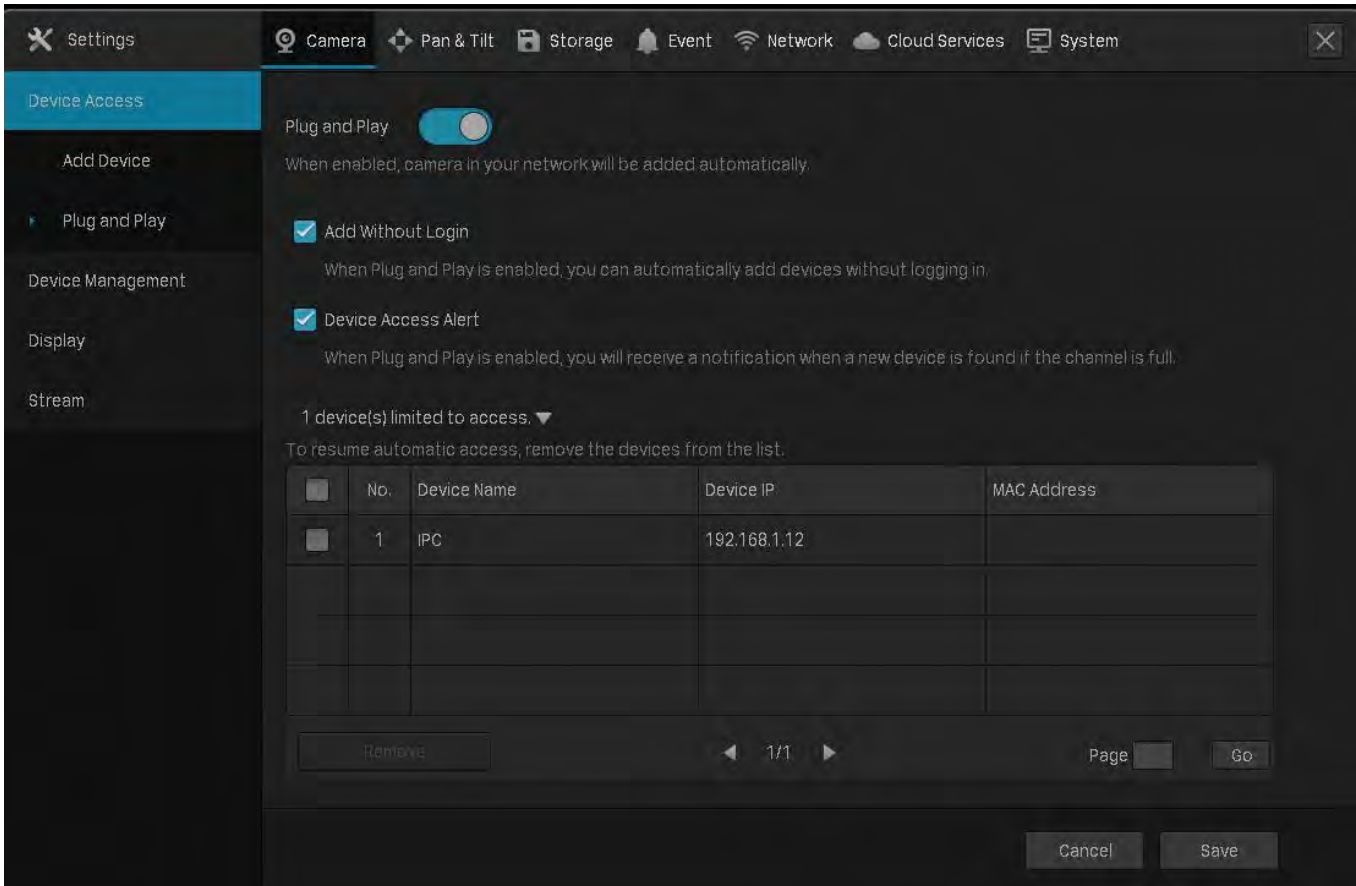 Settings
Camera Pan & Tilt Storage Event Network Cloud Services System
Device Access
Add Device
Plug and Play
Device Management
Display
Stream
Plug and Play
When enabled, camera in your network will be added automatically.
Add Without Login
When Plug and Play is enabled, you can automatically add devices without logging in.
Device Access Alert
When Plug and Play is enabled, you will receive a notification when a new device is found if the channel is full.
1 device(s) limited to access.
To resume automatic access, remove the devices from the list.
No. Device Name Device IP MAC Address
1 IPC 192.168.1.12
Remove 1/1 Page Go
Cancel Save